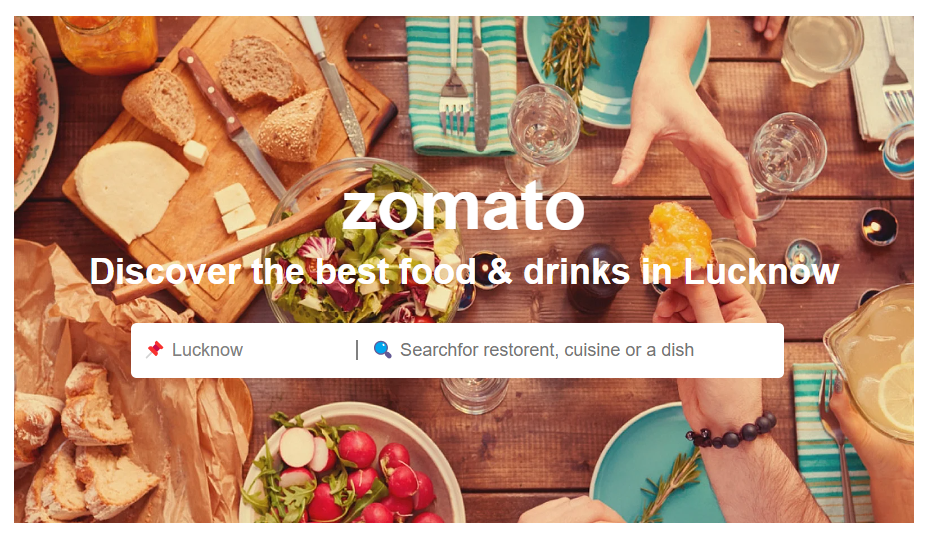 zomato
Discover the best food & drinks in Lucknow
Lucknow | Searchfor restorent, cuisine or a dish